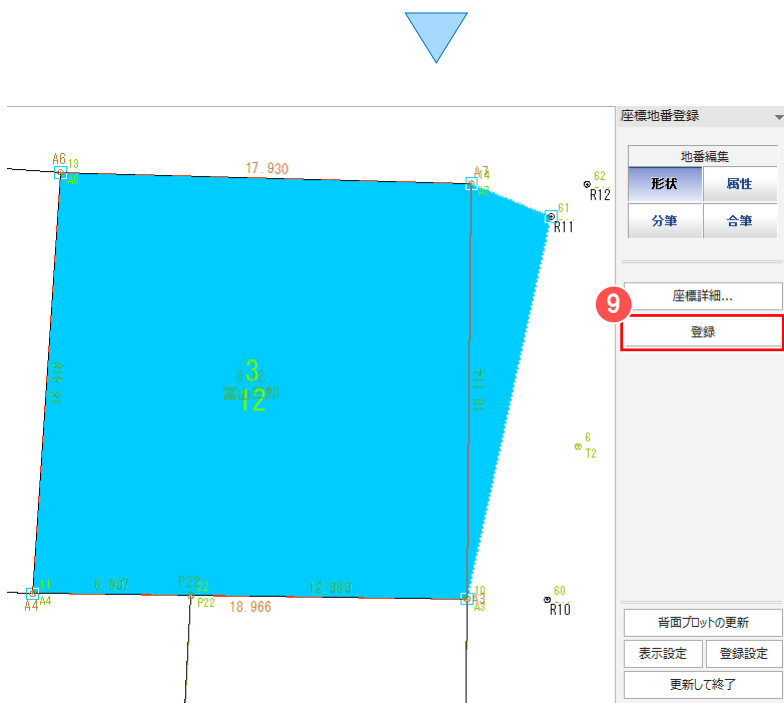 座標地番登録
地番編集
形状
属性
分筆
合筆
9
座標詳細...
登録
背面プロットの更新
表示設定
登録設定
更新して終了
A6
13
17.930
A7
62
R12
61
R11
3
12
18.114
6
T2
11
A4
A4
6.907
P22
P22
18.966
12.060
10
A3
A3
60
R10